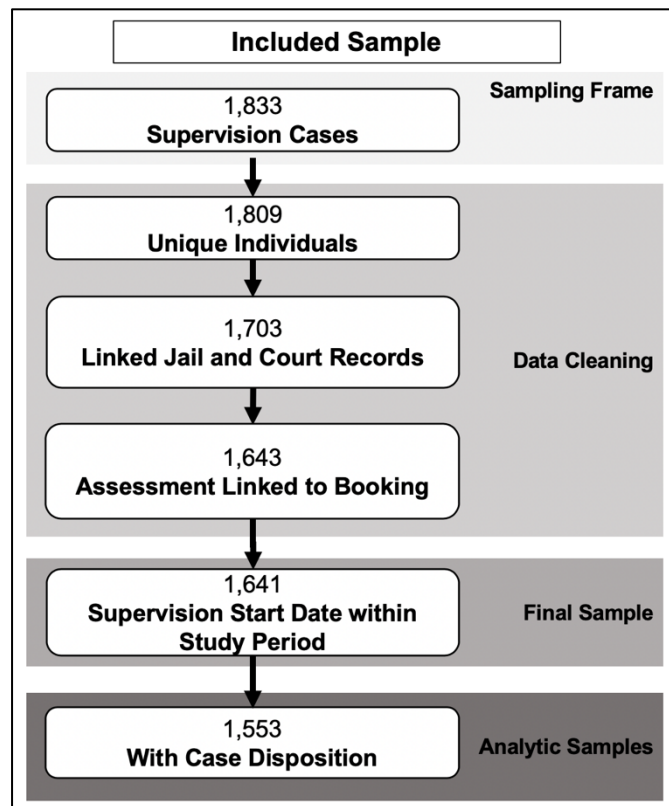 Included Sample
Sampling Frame
1,833
Supervision Cases
1,809
Unique Individuals
1,703
Linked Jail and Court Records
Data Cleaning
1,643
Assessment Linked to Booking
1,641
Supervision Start Date within
Study Period
Final Sample
1,553
With Case Disposition
Analytic Samples